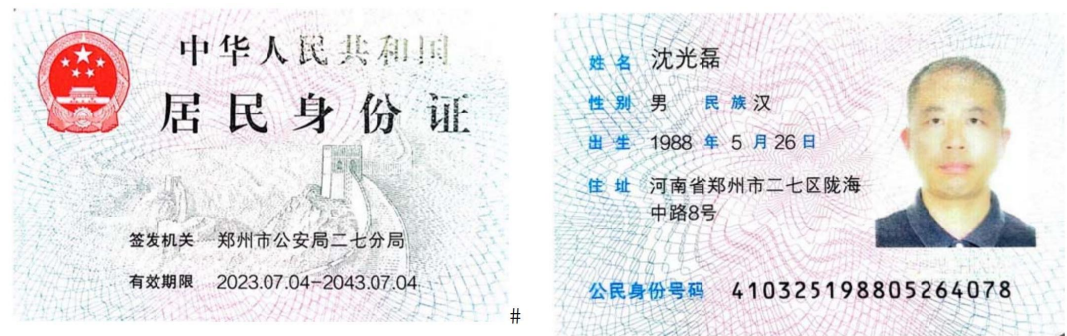 中华人民共和国
居民身份证
签发机关 郑州市公安局二七分局
有效期限 2023.07.04-2043.07.04
#
姓名 沈光磊
性别 男 民族 汉
出生 1988 年 5 月 26 日
住址 河南省郑州市二七区陇海
中路8号
公民身份号码 410325198805264078